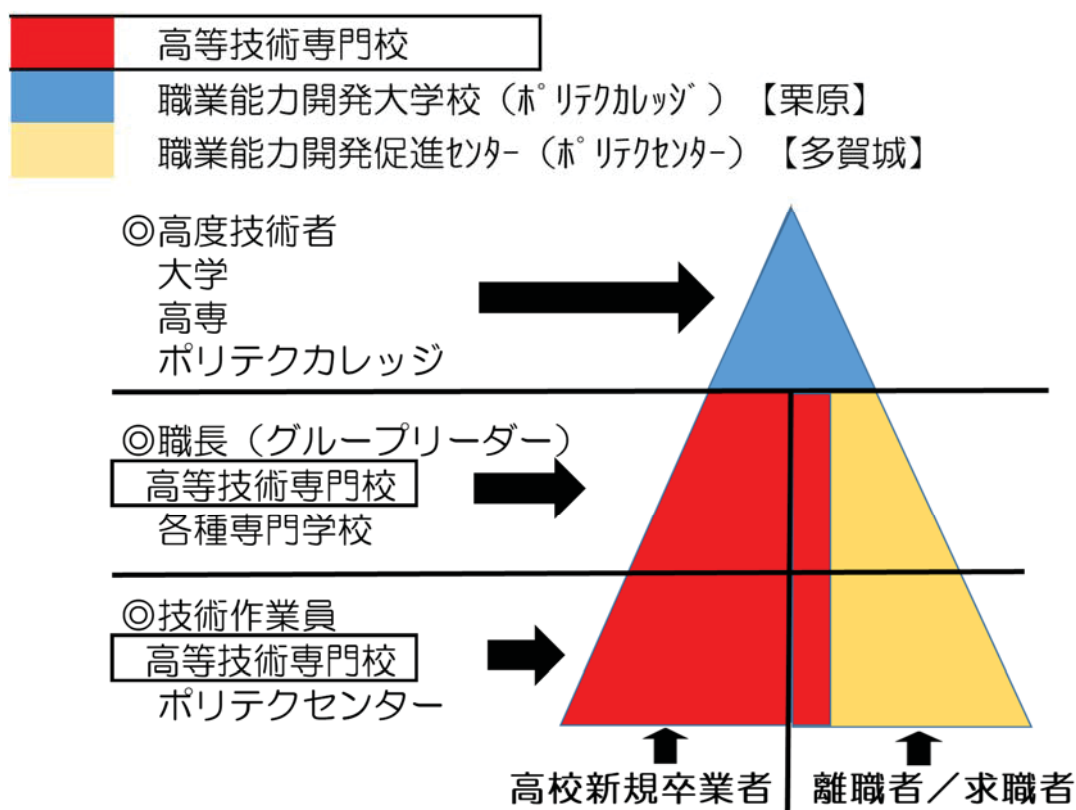 高等技術専門校
職業能力開発大学校（ﾎﾟﾘﾃｸｶﾚｯｼﾞ）【栗原】
職業能力開発促進ｾﾝﾀｰ（ﾎﾟﾘﾃｸｾﾝﾀｰ）【多賀城】
◎高度技術者
大学
高専
ポリテクカレッジ
◎職長（グループリーダー）
高等技術専門校
各種専門学校
◎技術作業員
高等技術専門校
ポリテクセンター
高校新規卒業者
離職者／求職者